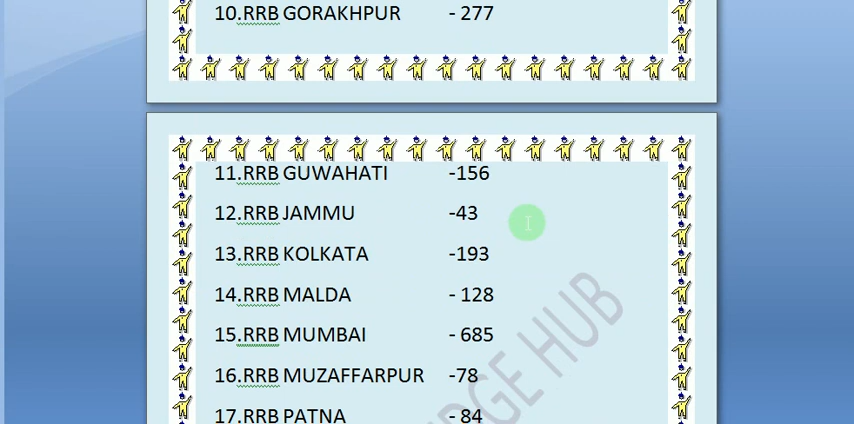 10.RRB GORAKHPUR - 277
11.RRB GUWAHATI -156
12.RRB JAMMU -43
13.RRB KOLKATA -193
14.RRB MALDA - 128
15.RRB MUMBAI - 685
16.RRB MUZAFFARPUR -78
17.RRB PATNA - 84
HUB